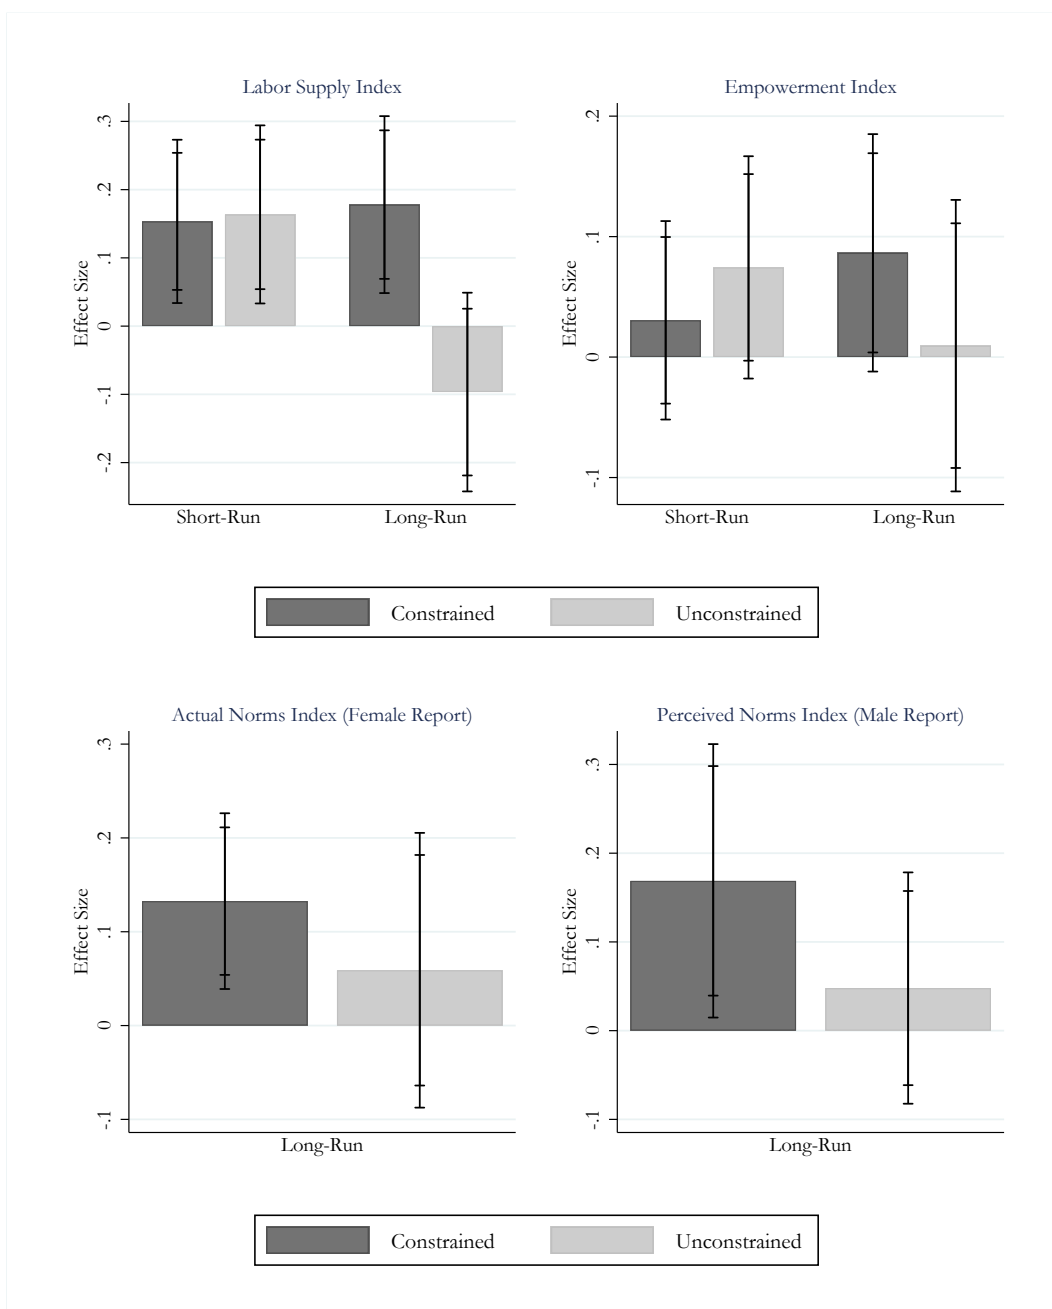 Labor Supply Index
Effect Size
.3
.2
.1
0
-.1
-.2
Short-Run
Long-Run
Empowerment Index
Effect Size
.2
.1
0
-.1
Short-Run
Long-Run
Constrained
Unconstrained
Actual Norms Index (Female Report)
Effect Size
.3
.2
.1
0
-.1
Long-Run
Perceived Norms Index (Male Report)
Effect Size
.3
.2
.1
0
-.1
Long-Run
Constrained
Unconstrained